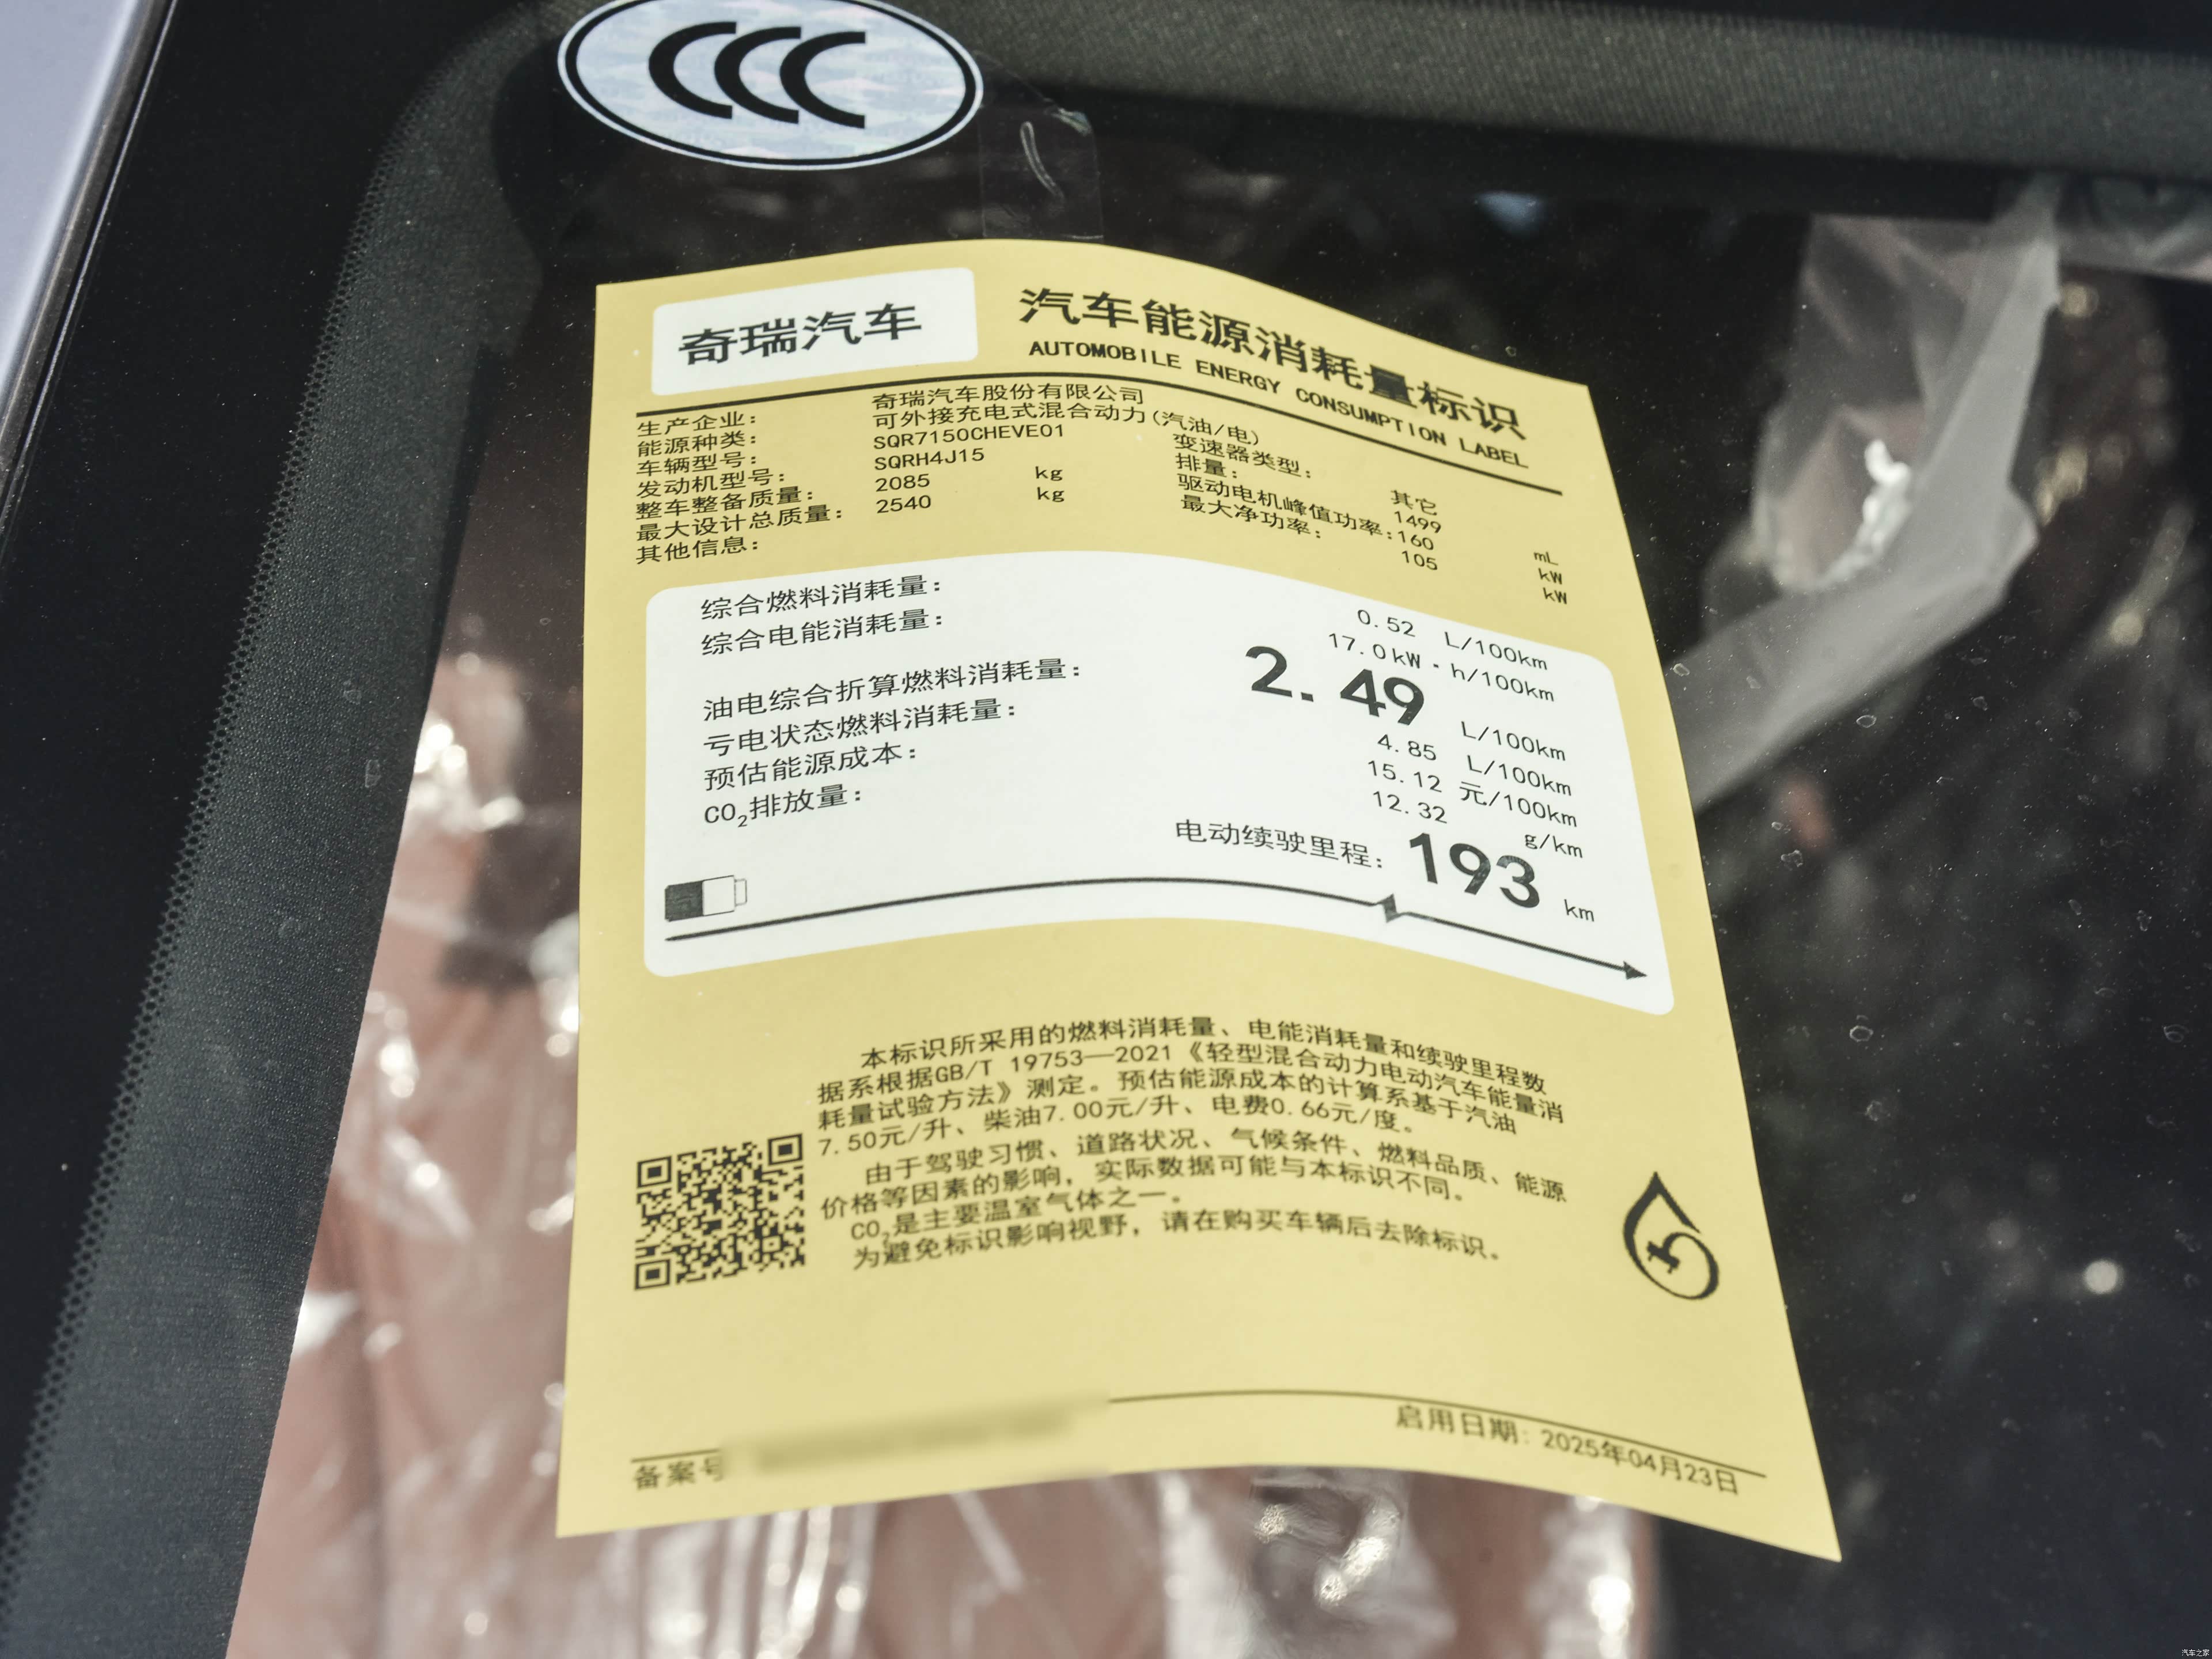 CCC
奇瑞汽车
汽车能源消耗量标识
AUTOMOBILE ENERGY CONSUMPTION LABEL
生产企业： 奇瑞汽车股份有限公司
能源种类： 可外接充电式混合动力(汽油/电)
车辆型号： SQR7150CHEVE01 变速器类型： 其它
发动机型号： SQRH4J15 排量： 1499 mL
整车整备质量： 2085 kg 驱动电机峰值功率：160 kW
最大设计总质量： 2540 kg 最大净功率： 105 kW
其他信息：
综合燃料消耗量： 0.52 L/100km
综合电能消耗量： 17.0kW·h/100km
油电综合折算燃料消耗量： 2.49 L/100km
亏电状态燃料消耗量： 4.85 L/100km
预估能源成本： 15.12 元/100km
CO2排放量： 12.32 g/km
电动续驶里程：193 km
本标识所采用的燃料消耗量、电能消耗量和续驶里程数
据系根据GB/T 19753—2021《轻型混合动力电动汽车能量消
耗量试验方法》测定。预估能源成本的计算系基于汽油
7.50元/升、柴油7.00元/升、电费0.66元/度。
由于驾驶习惯、道路状况、气候条件、燃料品质、能源
价格等因素的影响，实际数据可能与本标识不同。
CO2是主要温室气体之一。
为避免标识影响视野，请在购买车辆后去除标识。
备案号
启用日期：2025年04月23日
汽车之家